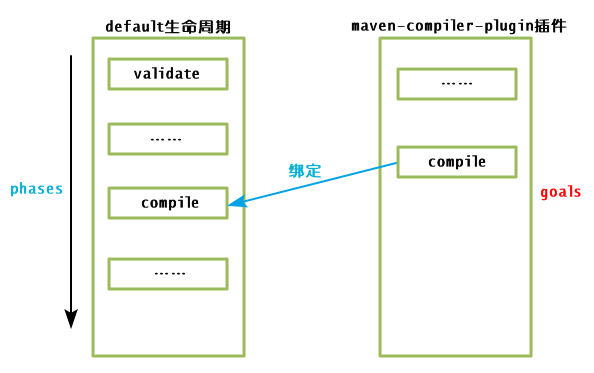 default生命周期
validate
……
phases
compile
……
绑定
maven-compiler-plugin插件
……
compile
goals